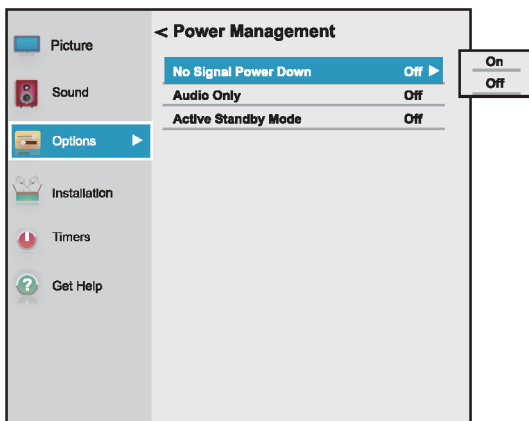 < Power Management
Picture
Sound
Options
Installation
Timers
Get Help
No Signal Power Down Off
Audio Only Off
Active Standby Mode Off
On
Off